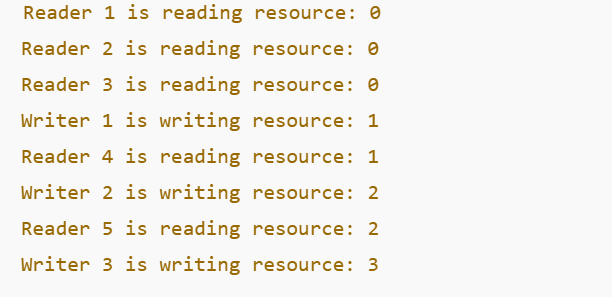 Reader 1 is reading resource: 0
Reader 2 is reading resource: 0
Reader 3 is reading resource: 0
Writer 1 is writing resource: 1
Reader 4 is reading resource: 1
Writer 2 is writing resource: 2
Reader 5 is reading resource: 2
Writer 3 is writing resource: 3